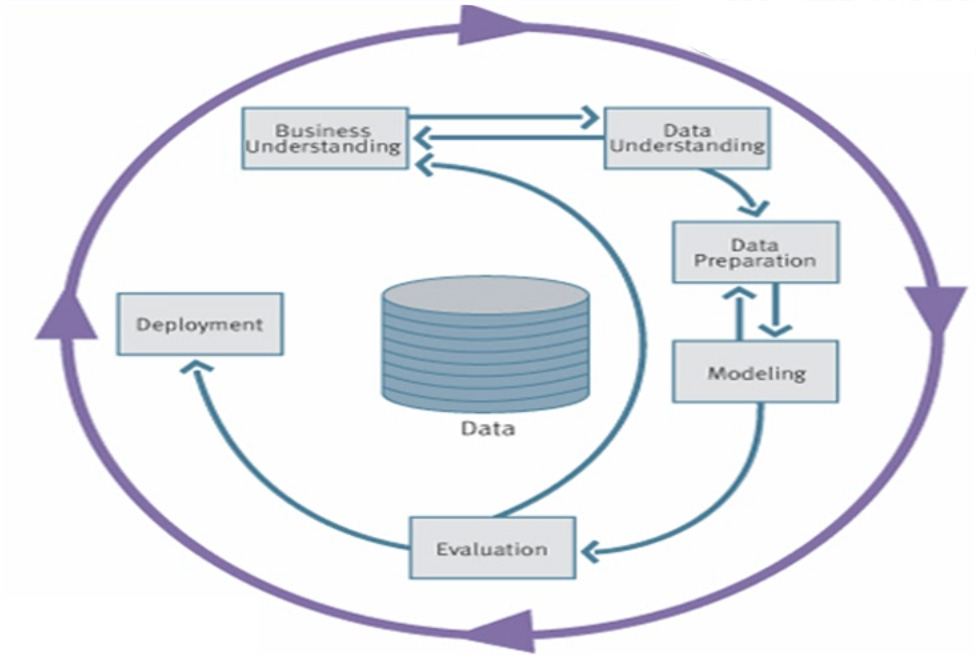 Business
Understanding
Data
Understanding
Data
Preparation
Deployment
Modeling
Data
Evaluation